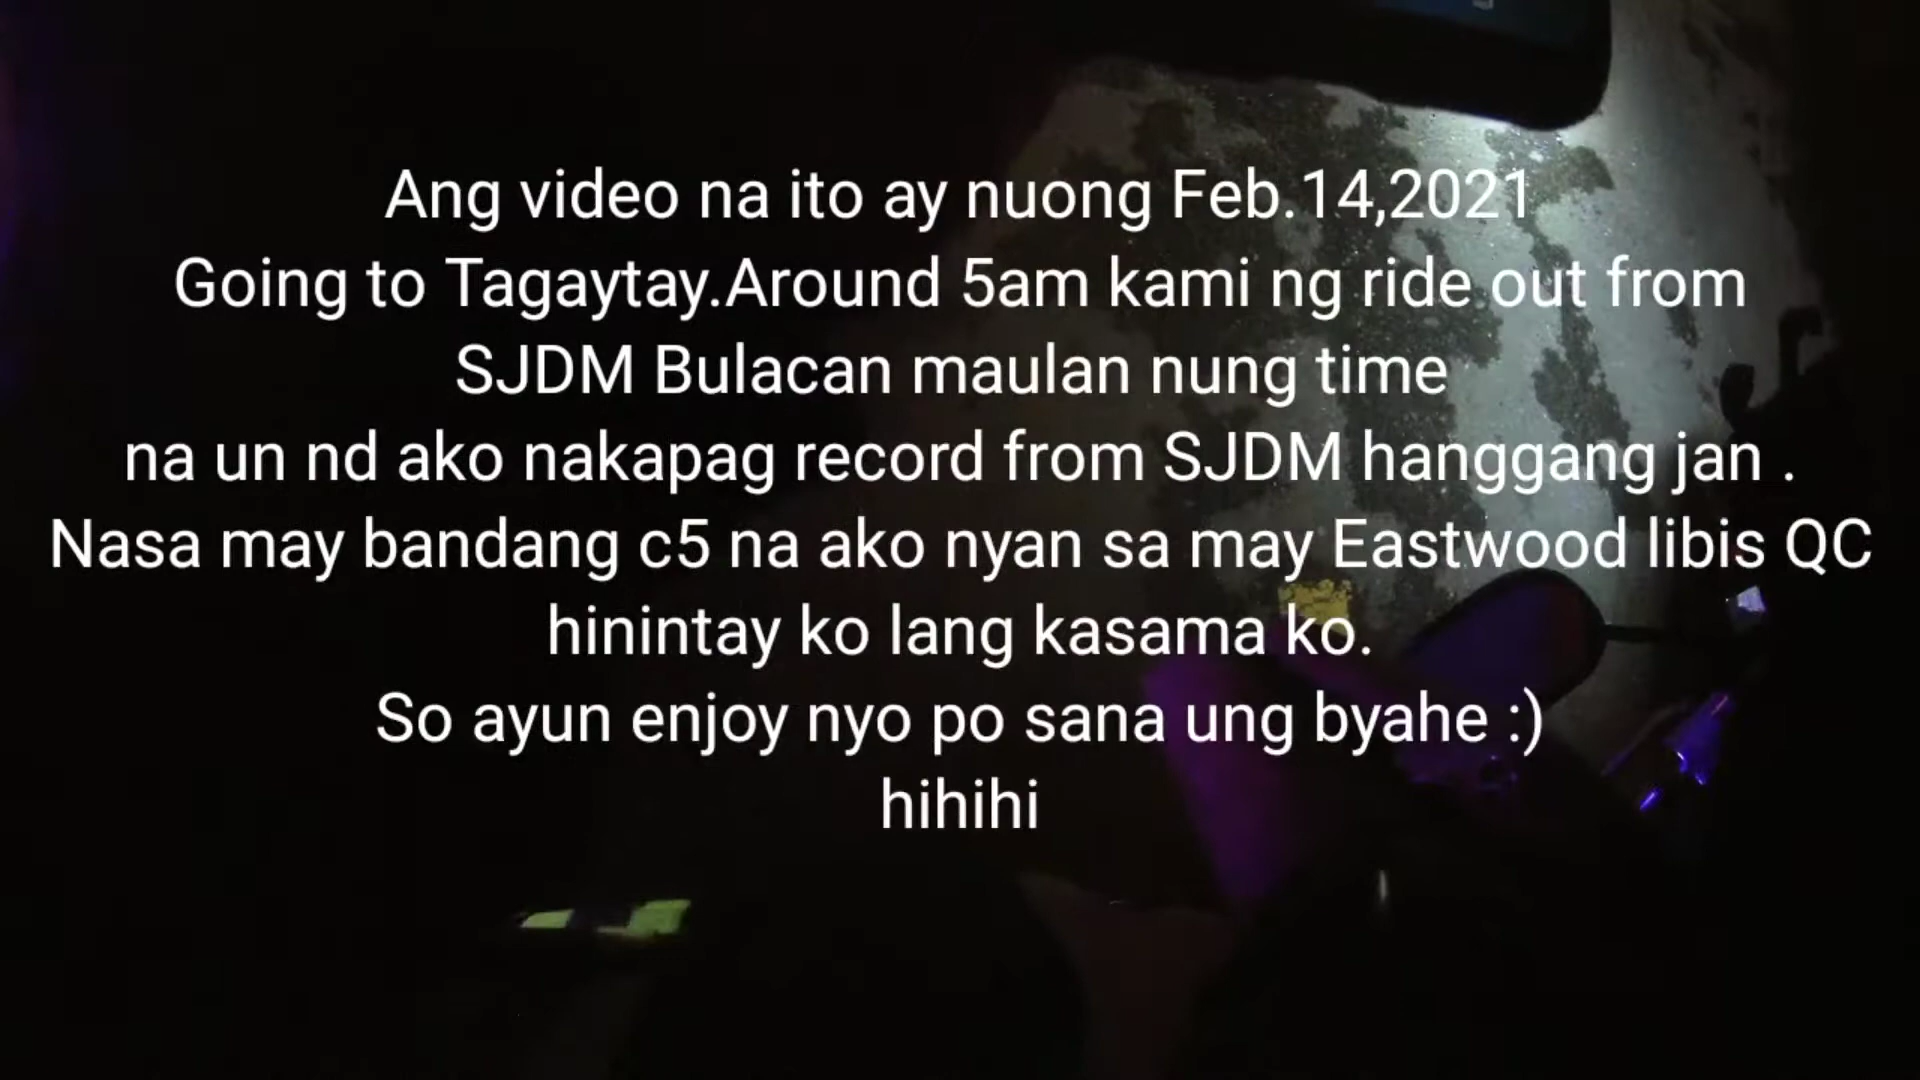 Ang video na ito ay nuong Feb.14,2021
Going to Tagaytay.Around 5am kami ng ride out from
SJDM Bulacan maulan nung time
na un nd ako nakapag record from SJDM hanggang jan .
Nasa may bandang c5 na ako nyan sa may Eastwood libis QC
hinintay ko lang kasama ko.
So ayun enjoy nyo po sana ung byahe :)
hihihi